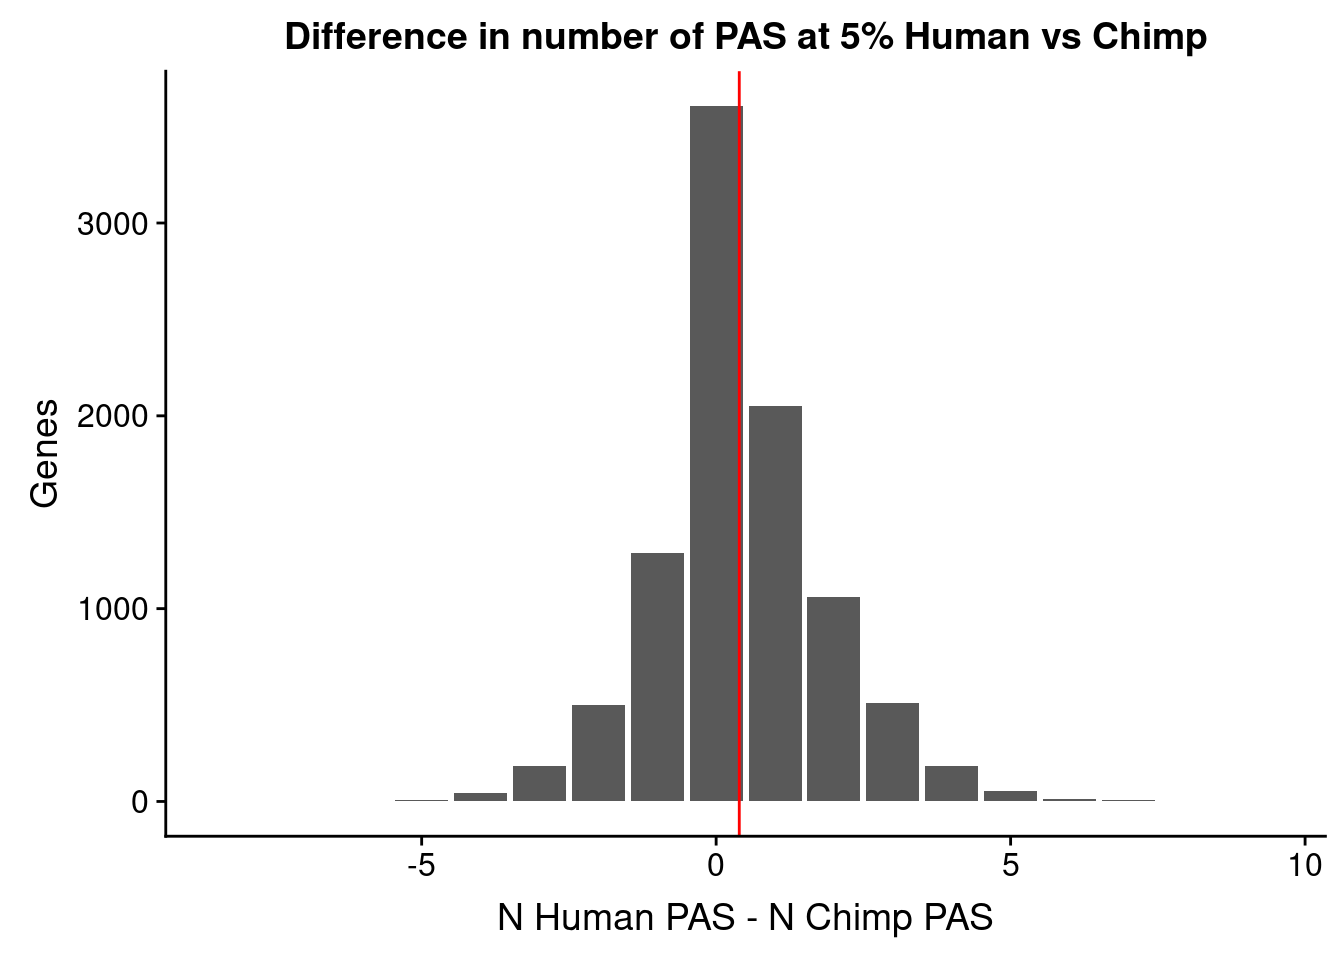 Difference in number of PAS at 5% Human vs Chimp
Genes
3000
2000
1000
0
-5
0
5
10
N Human PAS - N Chimp PAS